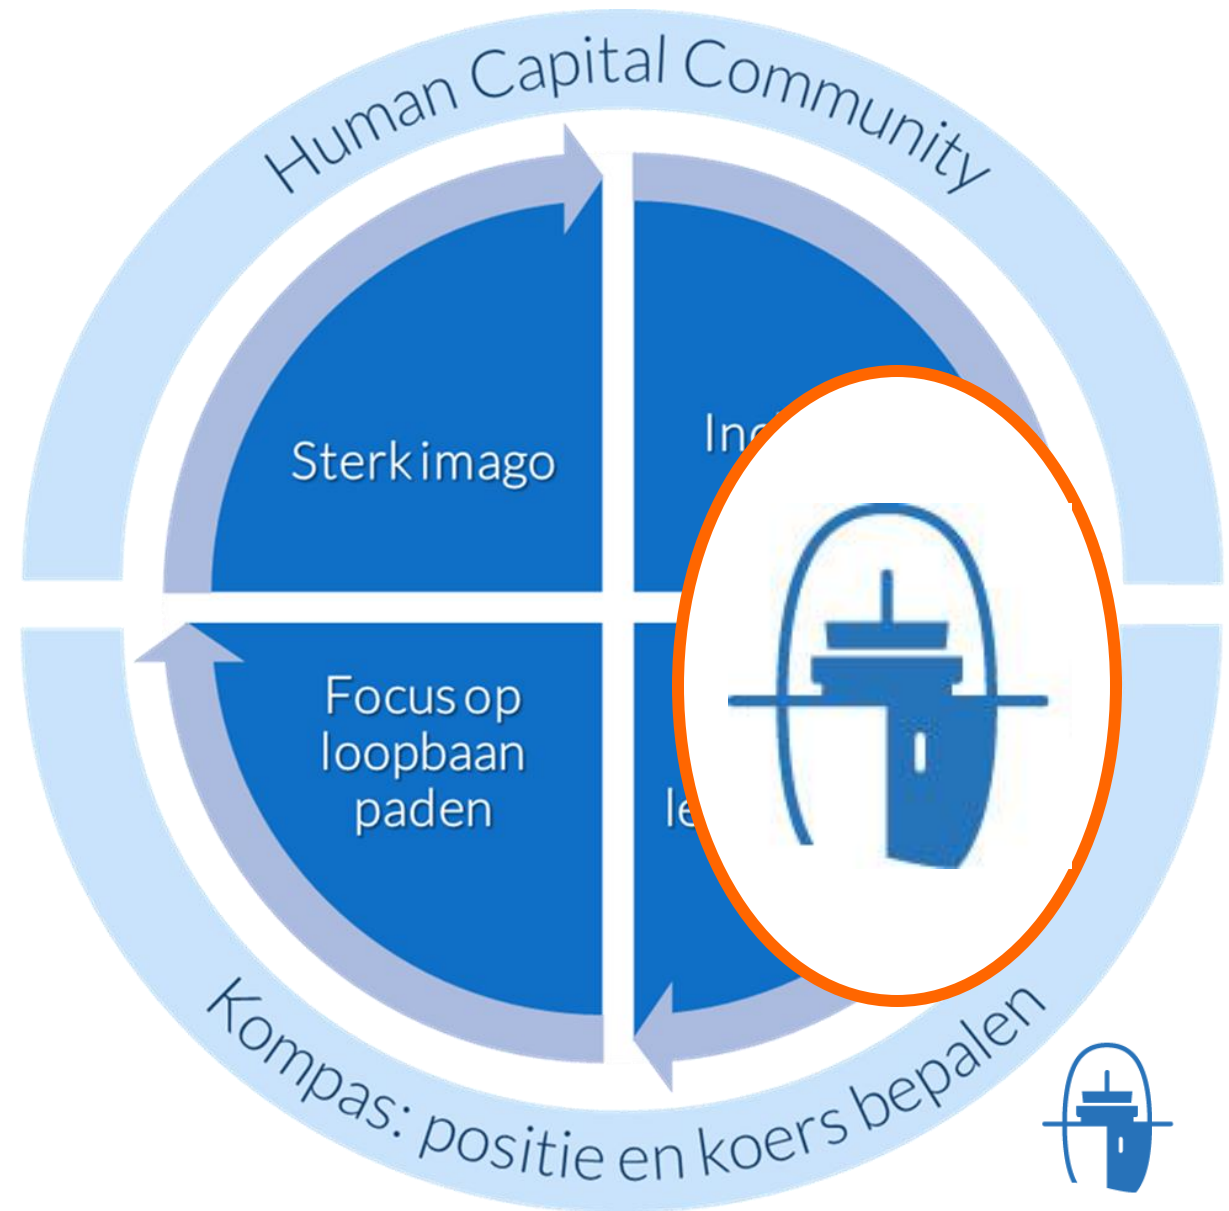 Human Capital Community
Sterk imago
Focus op
loopbaan
paden
Kompas: positie en koers bepalen